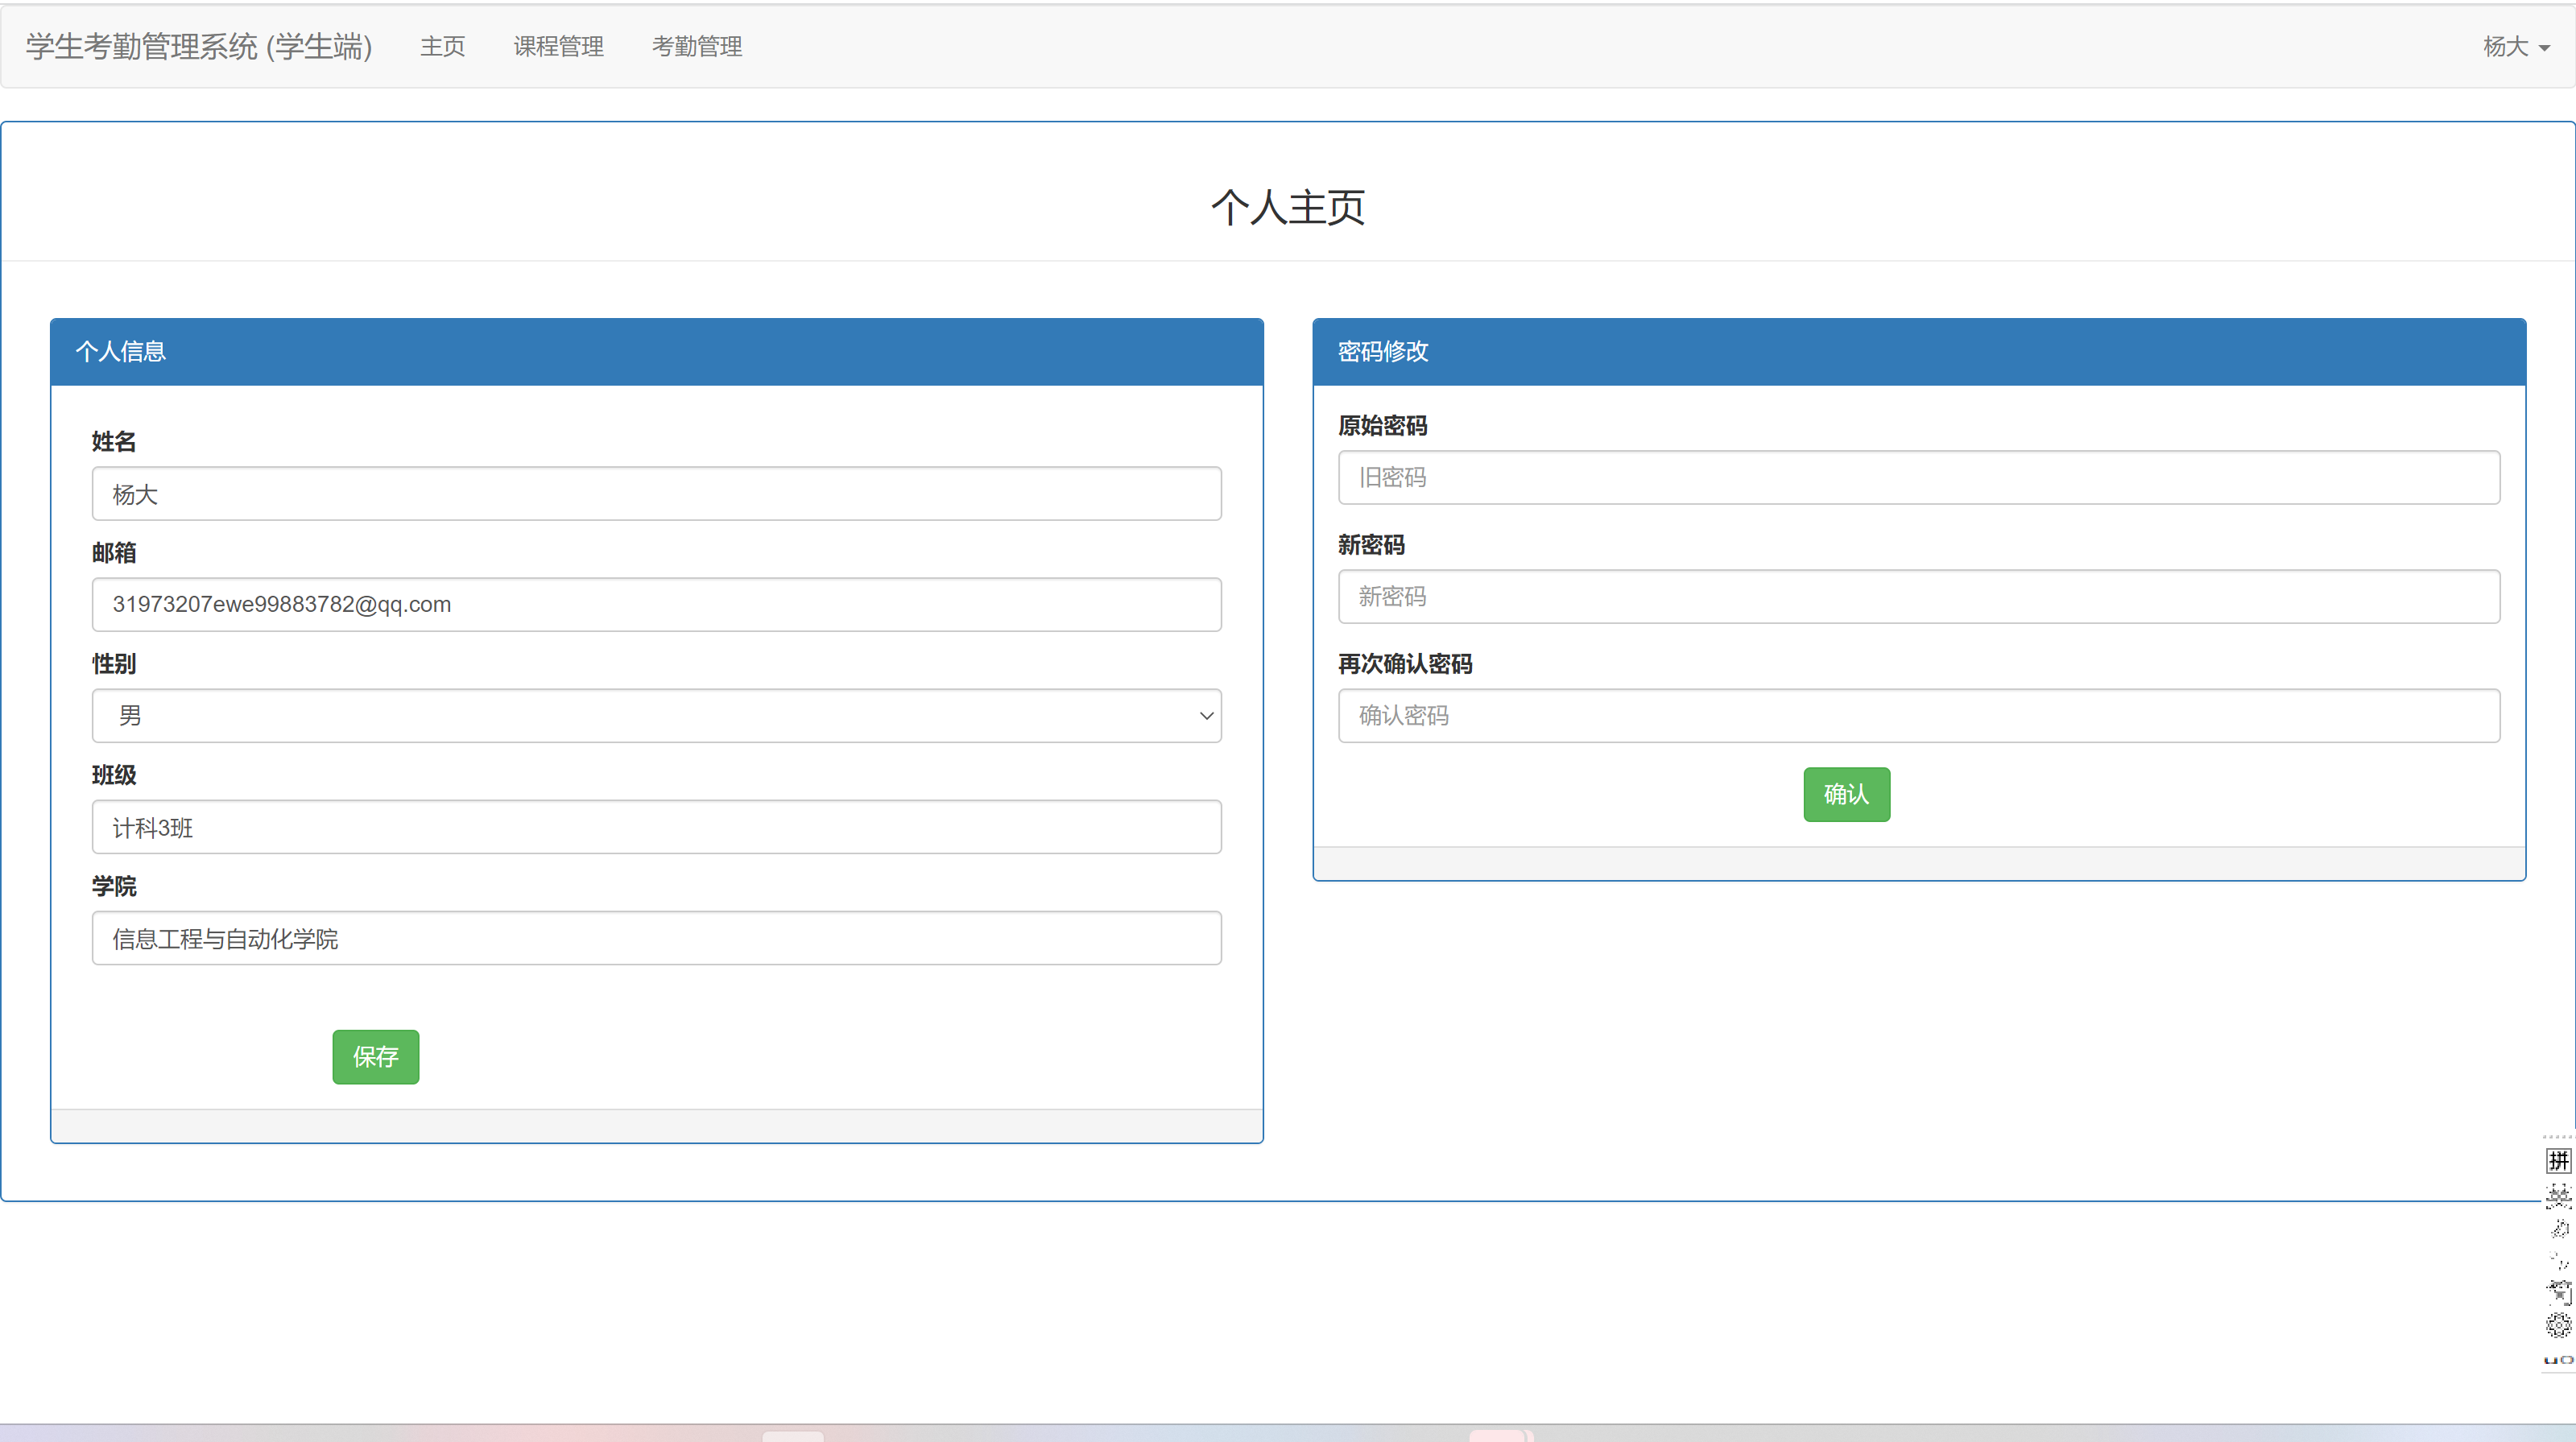 学生考勤管理系统 (学生端) 主页 课程管理 考勤管理 杨大
个人主页
个人信息
姓名
杨大
邮箱
31973207ewe99883782@qq.com
性别
男
班级
计科3班
学院
信息工程与自动化学院
保存
密码修改
原始密码
旧密码
新密码
新密码
再次确认密码
确认密码
确认
拼
英